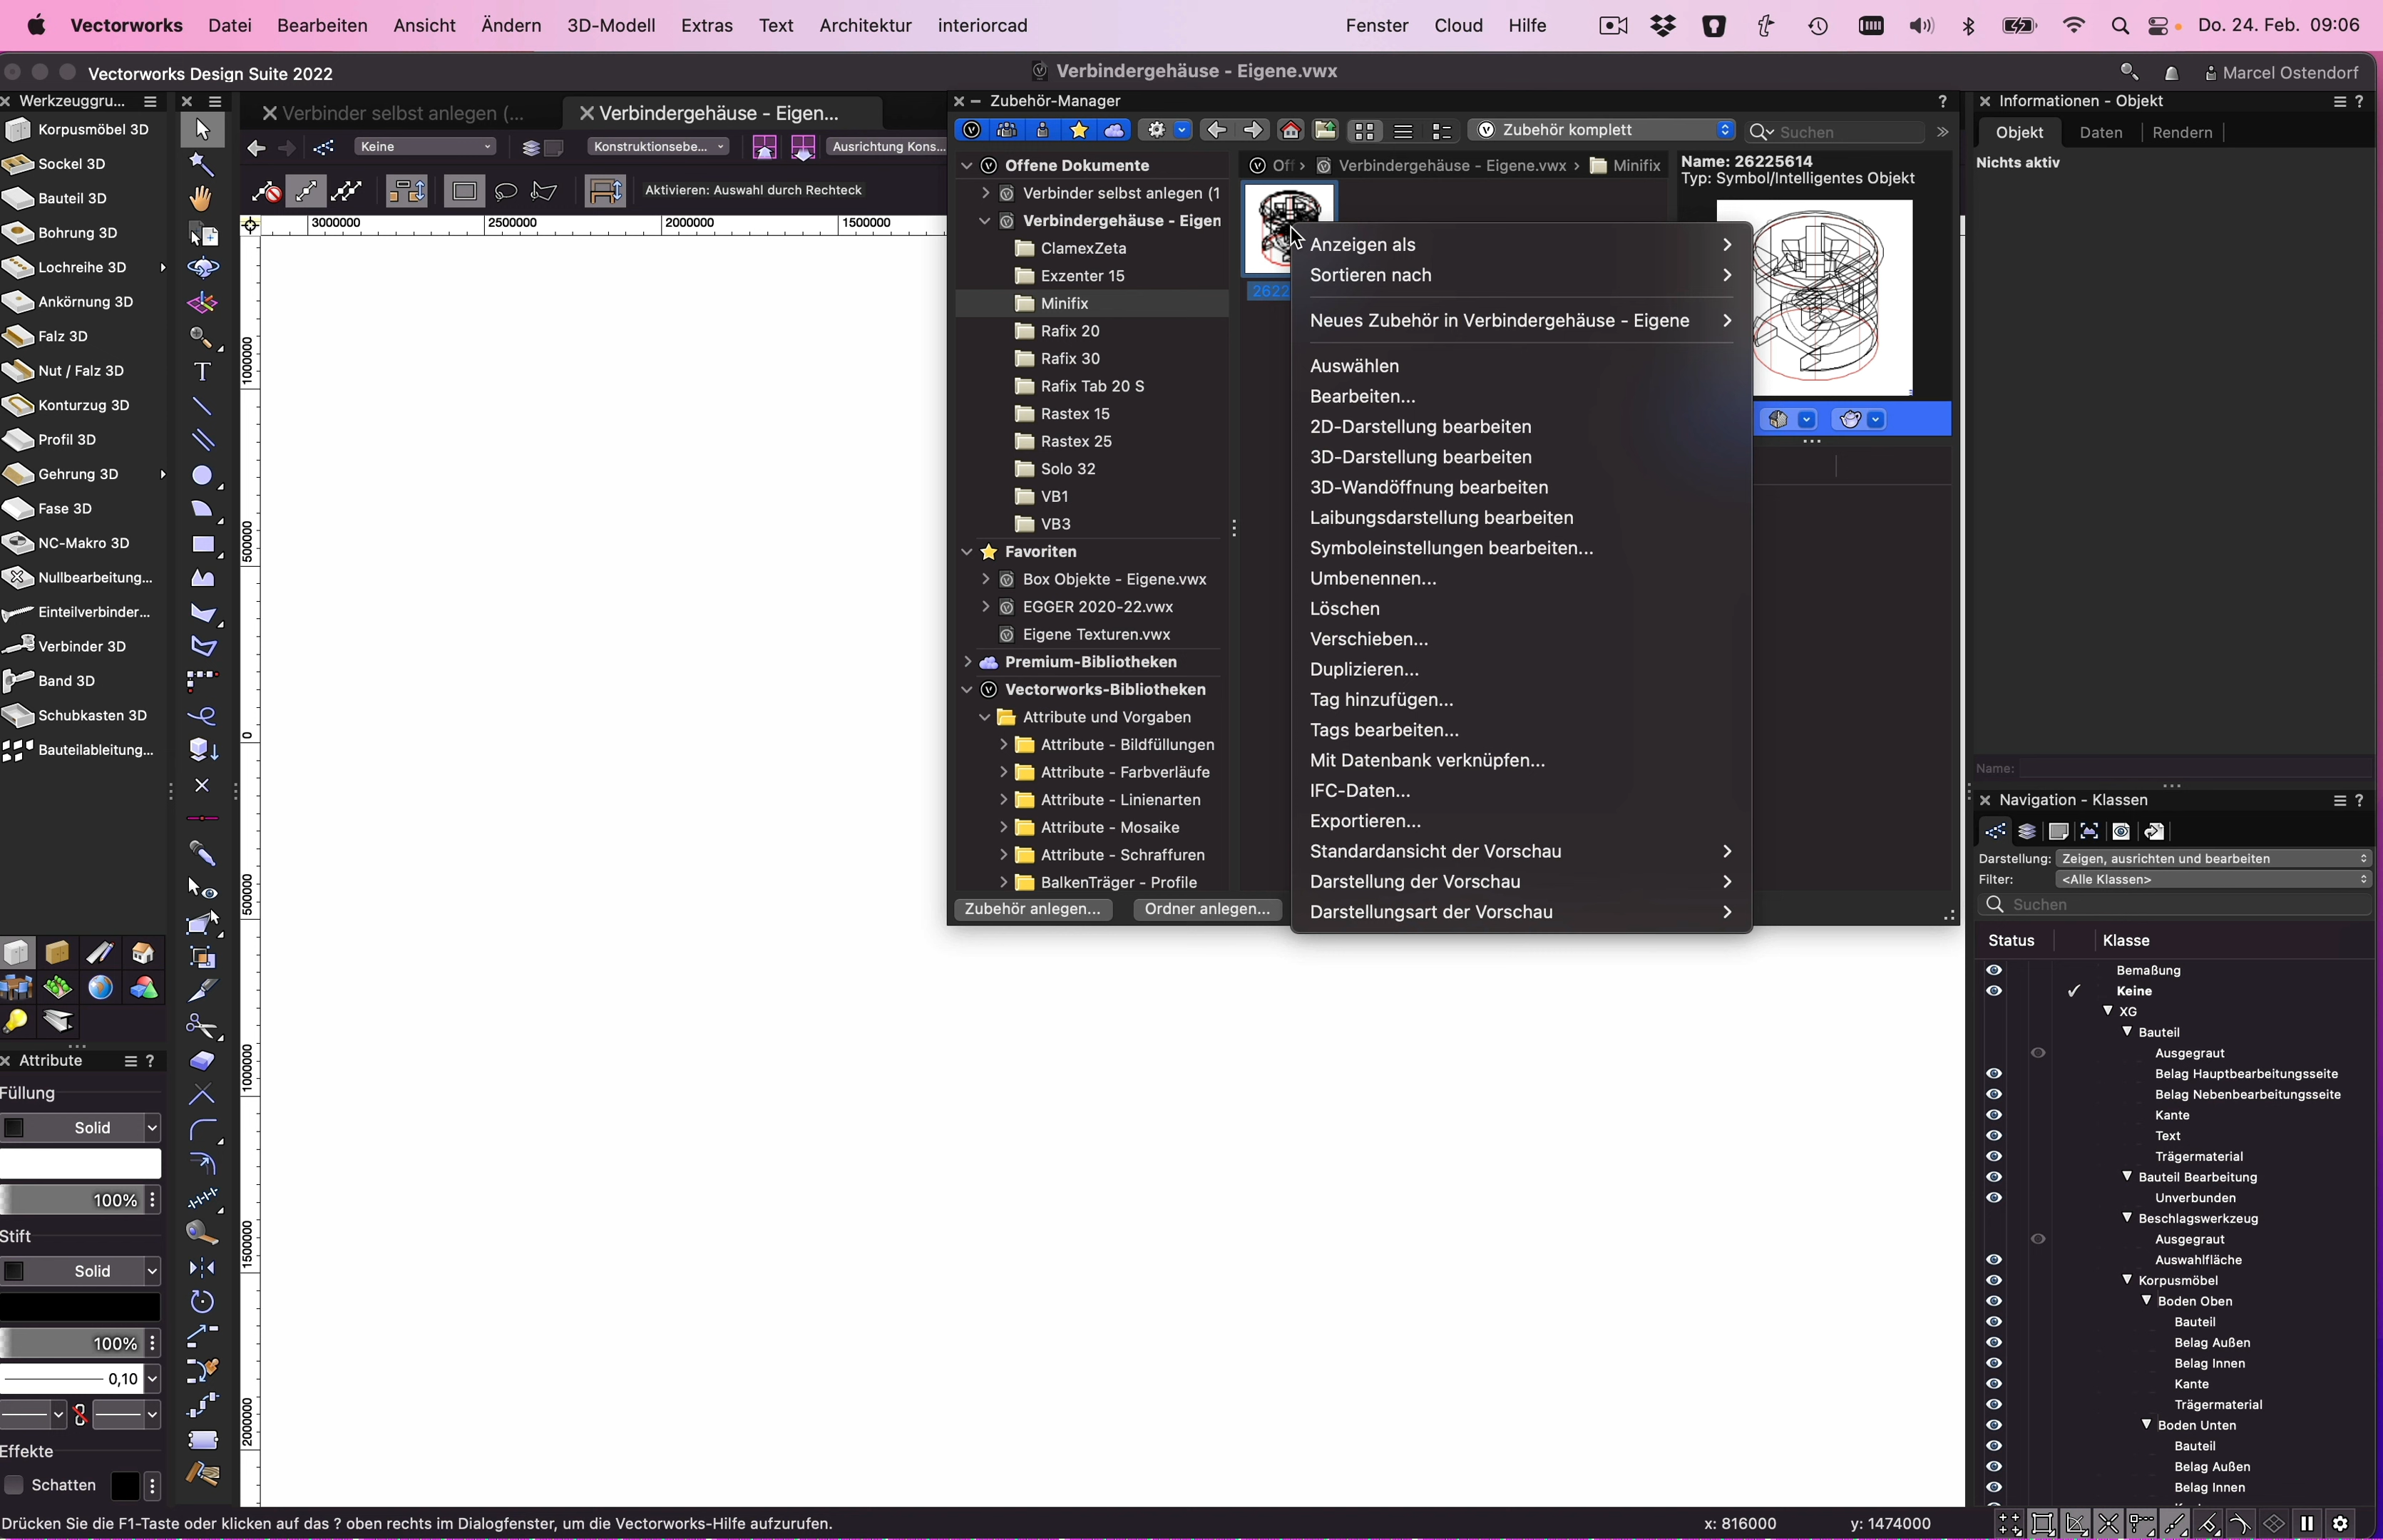 Vectorworks Datei Bearbeiten Ansicht Ändern 3D-Modell Extras Text Architektur interiorcad Fenster Cloud Hilfe Do. 24. Feb. 09:06
Vectorworks Design Suite 2022
Verbindergehäuse - Eigene.vwx
Marcel Ostendorf
Werkzeuggru...
Korpusmöbel 3D
Sockel 3D
Bauteil 3D
Bohrung 3D
Lochreihe 3D
Ankörnung 3D
Falz 3D
Nut / Falz 3D
Konturzug 3D
Profil 3D
Gehrung 3D
Fase 3D
NC-Makro 3D
Nullbearbeitung...
Einteilverbinder...
Verbinder 3D
Band 3D
Schubkasten 3D
Bauteilableitung...
Attribute ?
Füllung
Solid
100%
Stift
Solid
100%
0,10
Effekte
Schatten
Verbinder selbst anlegen (...
Verbindergehäuse - Eigen...
Keine
Konstruktionsebe...
Ausrichtung Kons...
Aktivieren: Auswahl durch Rechteck
3000000 2500000 2000000 1500000
1000000
500000
0
500000
1000000
1500000
2000000
Zubehör-Manager ?
Zubehör komplett
Suchen
Offene Dokumente
Verbinder selbst anlegen (1
Verbindergehäuse - Eigen
ClamexZeta
Exzenter 15
Minifix
Rafix 20
Rafix 30
Rafix Tab 20 S
Rastex 15
Rastex 25
Solo 32
VB1
VB3
Favoriten
Box Objekte - Eigene.vwx
EGGER 2020-22.vwx
Eigene Texturen.vwx
Premium-Bibliotheken
Vectorworks-Bibliotheken
Attribute und Vorgaben
Attribute - Bildfüllungen
Attribute - Farbverläufe
Attribute - Linienarten
Attribute - Mosaike
Attribute - Schraffuren
BalkenTräger - Profile
Zubehör anlegen...
Ordner anlegen...
Off › Verbindergehäuse - Eigene.vwx › Minifix
2622
Name: 26225614
Typ: Symbol/Intelligentes Objekt
Anzeigen als
Sortieren nach
Neues Zubehör in Verbindergehäuse - Eigene
Auswählen
Bearbeiten...
2D-Darstellung bearbeiten
3D-Darstellung bearbeiten
3D-Wandöffnung bearbeiten
Laibungsdarstellung bearbeiten
Symboleinstellungen bearbeiten...
Umbenennen...
Löschen
Verschieben...
Duplizieren...
Tag hinzufügen...
Tags bearbeiten...
Mit Datenbank verknüpfen...
IFC-Daten...
Exportieren...
Standardansicht der Vorschau
Darstellung der Vorschau
Darstellungsart der Vorschau
Informationen - Objekt ?
Objekt Daten Rendern
Nichts aktiv
Name:
Navigation - Klassen ?
Darstellung: Zeigen, ausrichten und bearbeiten
Filter: <Alle Klassen>
Suchen
Status Klasse
Bemaßung
Keine
XG
Bauteil
Ausgegraut
Belag Hauptbearbeitungsseite
Belag Nebenbearbeitungsseite
Kante
Text
Trägermaterial
Bauteil Bearbeitung
Unverbunden
Beschlagswerkzeug
Ausgegraut
Auswahlfläche
Korpusmöbel
Boden Oben
Bauteil
Belag Außen
Belag Innen
Kante
Trägermaterial
Boden Unten
Bauteil
Belag Außen
Belag Innen
Drücken Sie die F1-Taste oder klicken auf das ? oben rechts im Dialogfenster, um die Vectorworks-Hilfe aufzurufen.
x: 816000 y: 1474000